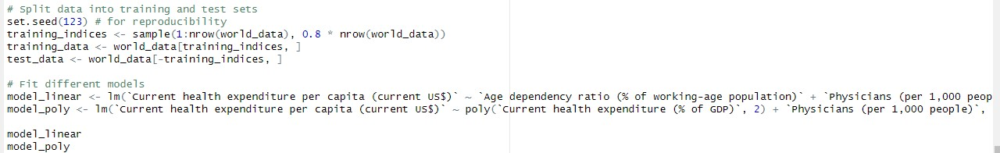 # Split data into training and test sets
set.seed(123) # for reproducibility
training_indices <- sample(1:nrow(world_data), 0.8 * nrow(world_data))
training_data <- world_data[training_indices, ]
test_data <- world_data[-training_indices, ]
# Fit different models
model_linear <- lm(`Current health expenditure per capita (current US$)` ~ `Age dependency ratio (% of working-age population)` + `Physicians (per 1,000 peop
model_poly <- lm(`Current health expenditure per capita (current US$)` ~ poly(`Current health expenditure (% of GDP)`, 2) + `Physicians (per 1,000 people)`,
model_linear
model_poly